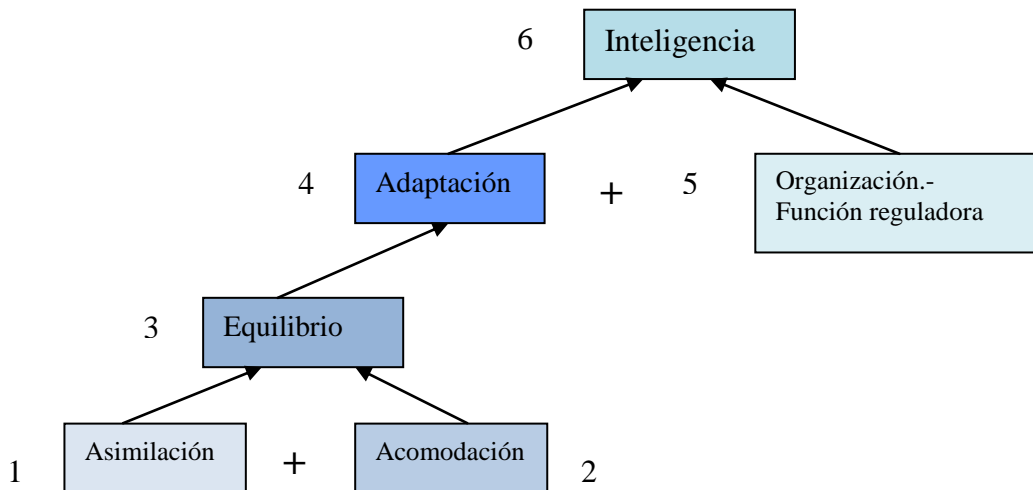 6
Inteligencia
4
Adaptación
+
5
Organización.-
Función reguladora
3
Equilibrio
1
Asimilación
+
Acomodación
2